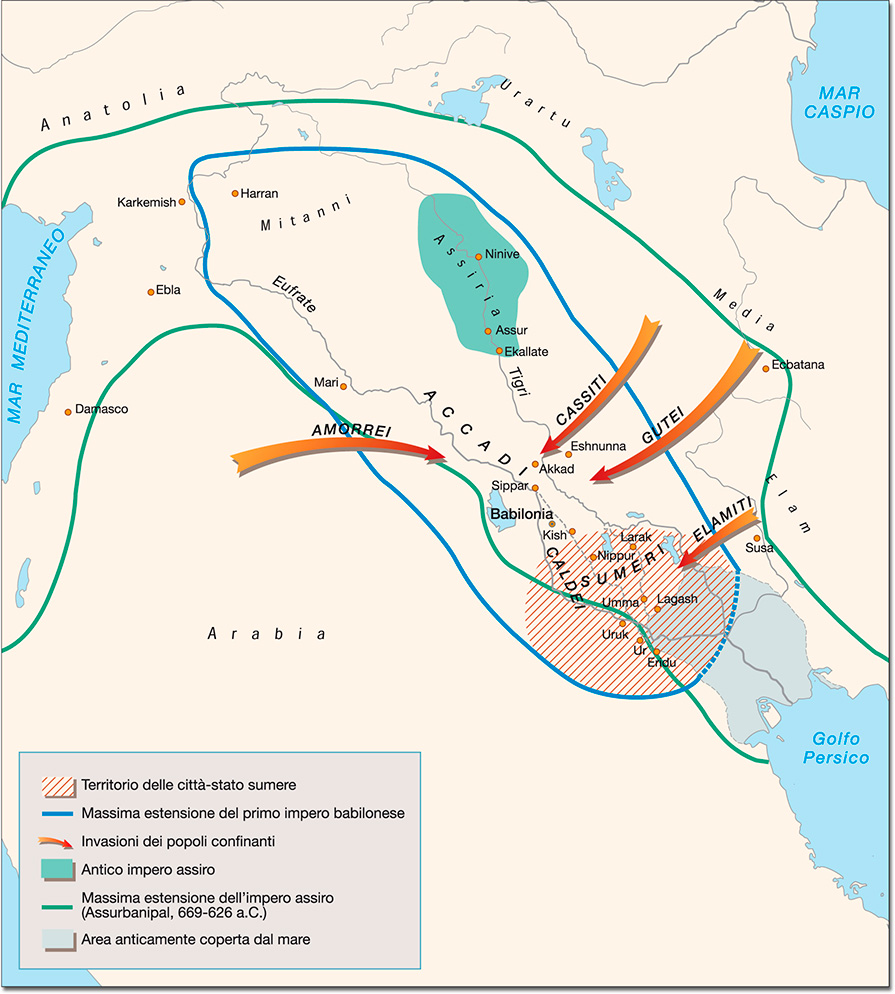 Anatolia
Urartu
MAR
CASPIO
Karkemish
Harran
Mitanni
MAR MEDITERRANEO
Assiria
Ninive
Ebla
Eufrate
Media
Assur
Ekallate
Ecbatana
Mari
Tigri
Damasco
ACCADI
CASSITI
GUTEI
AMORREI
Eshnunna
Akkad
Sippar
Elam
Babilonia
ELAMITI
Kish
Larak
Susa
Nippur
SUMERI
CALDEI
Umma
Lagash
Uruk
Arabia
Ur
Eridu
Golfo
Persico
Territorio delle città-stato sumere
Massima estensione del primo impero babilonese
Invasioni dei popoli confinanti
Antico impero assiro
Massima estensione dell'impero assiro
(Assurbanipal, 669-626 a.C.)
Area anticamente coperta dal mare